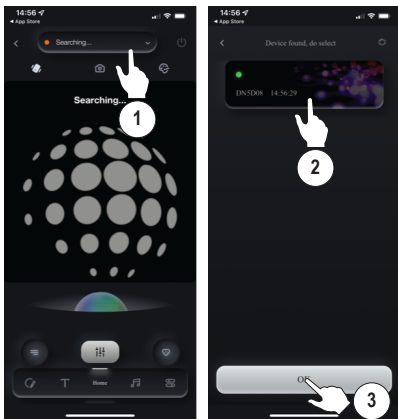 14:56
App Store
Searching...
Searching...
1
T
Home
14:56
App Store
Device found, do select
DN5D08 14:56:29
2
OK
3